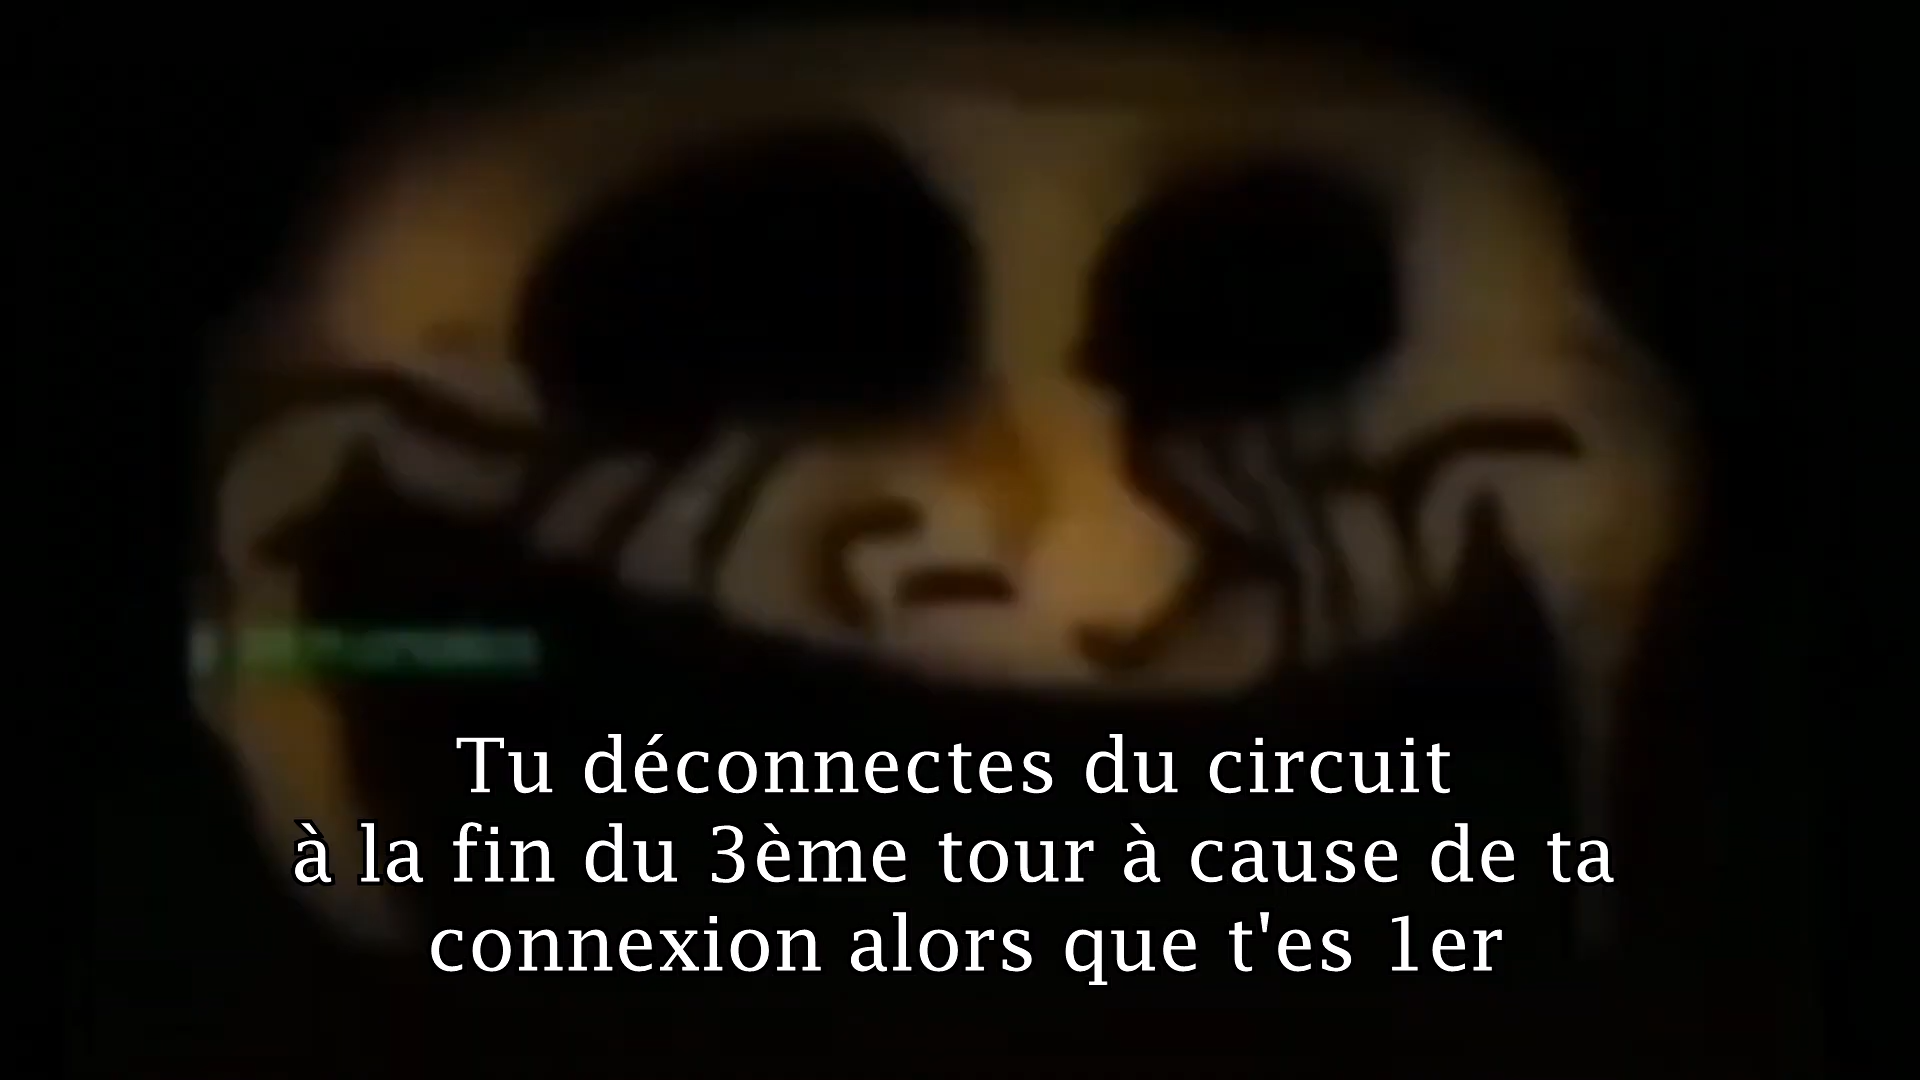 Tu déconnectes du circuit
à la fin du 3ème tour à cause de ta
connexion alors que t'es 1er